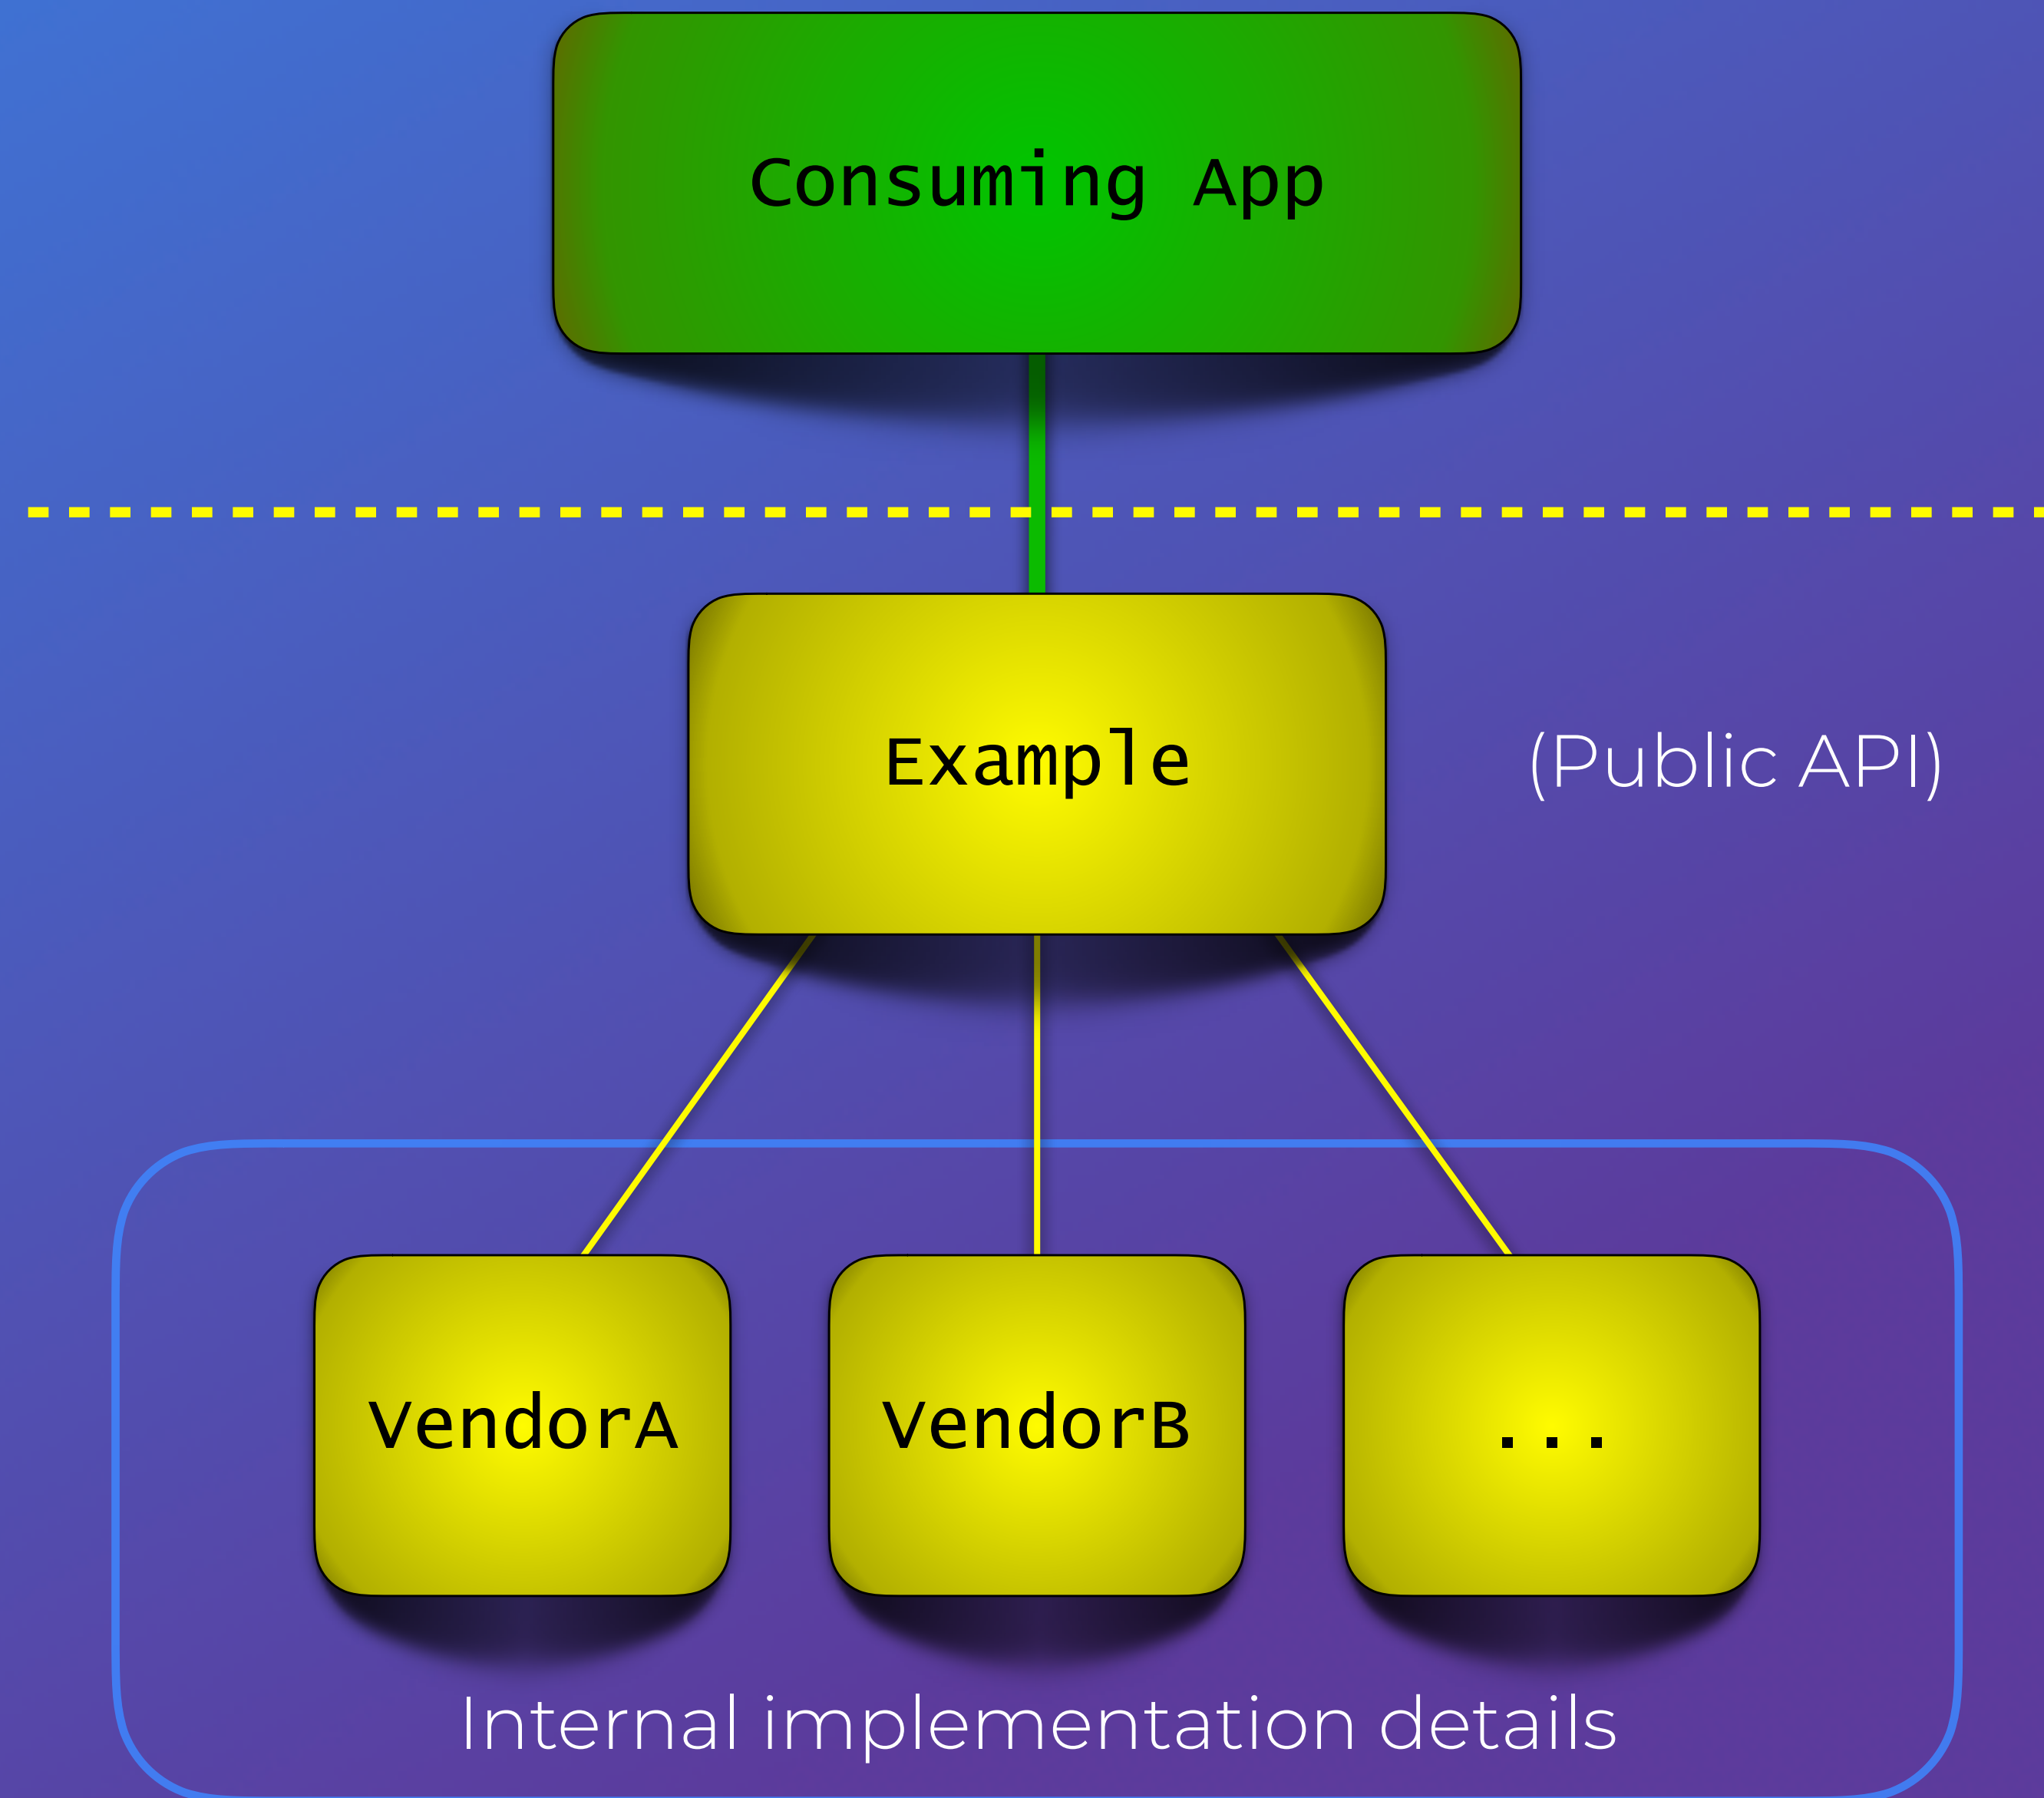 Consuming App
Example
(Public API)
VendorA
VendorB
...
Internal implementation details